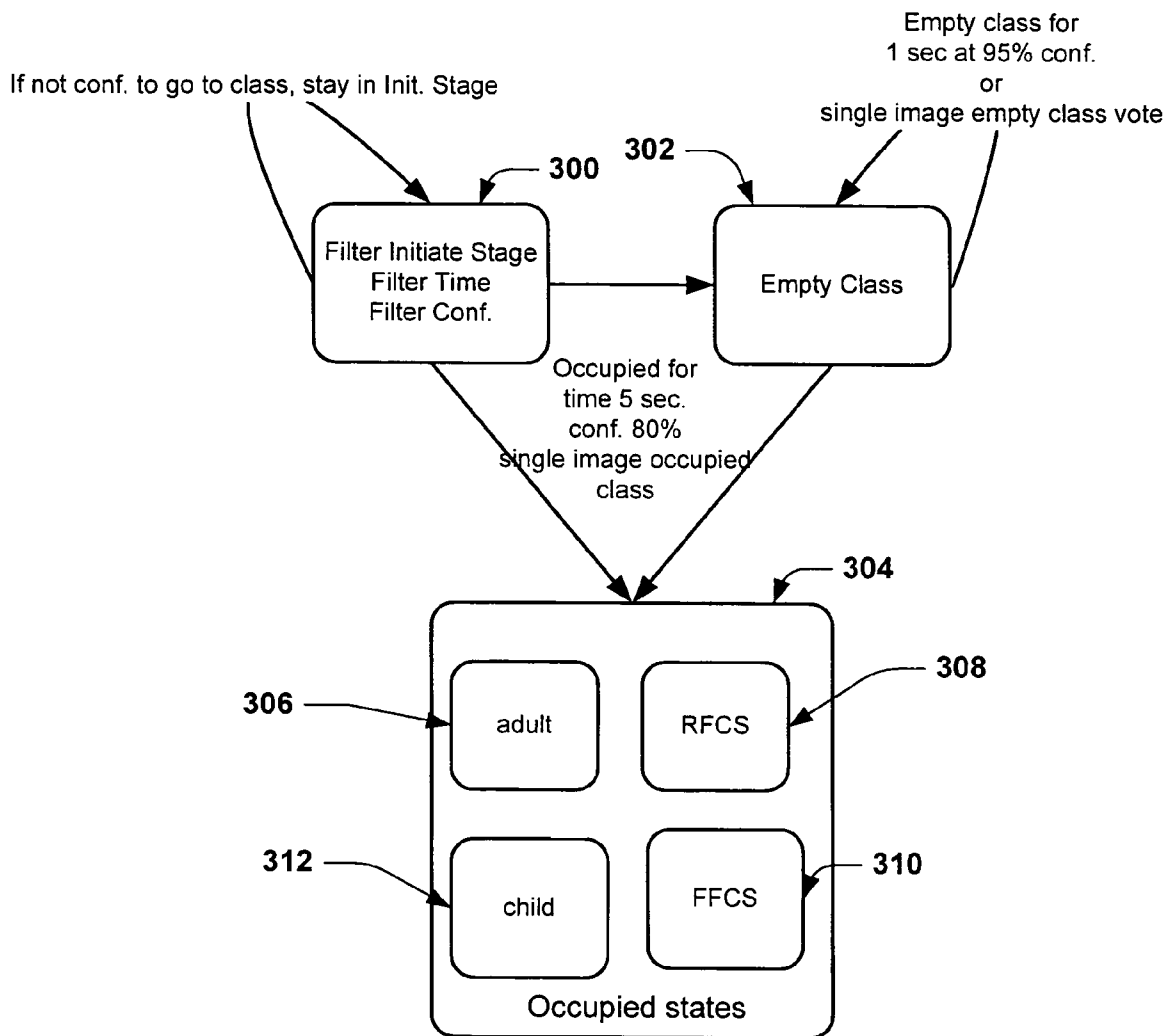 Empty class for
1 sec at 95% conf.
or
single image empty class vote
If not conf. to go to class, stay in Init. Stage
302
300
Filter Initiate Stage
Filter Time
Filter Conf.
Empty Class
Occupied for
time 5 sec.
conf. 80%
single image occupied
class
304
308
306
adult
RFCS
312
310
child
FFCS
Occupied states